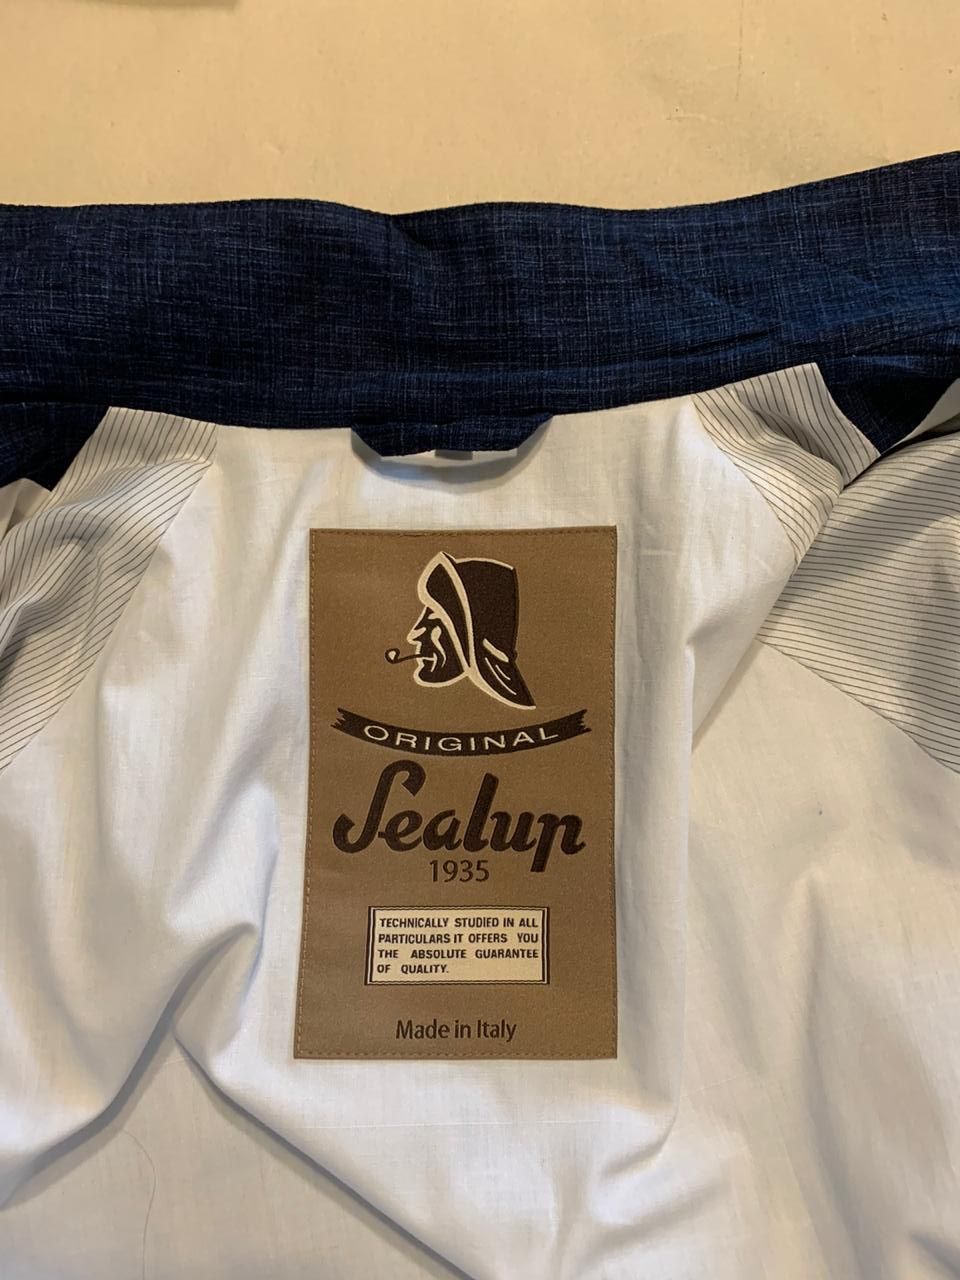 ORIGINAL
Sealup
1935
TECHNICALLY STUDIED IN ALL
PARTICULARS IT OFFERS YOU
THE ABSOLUTE GUARANTEE
OF QUALITY.
Made in Italy